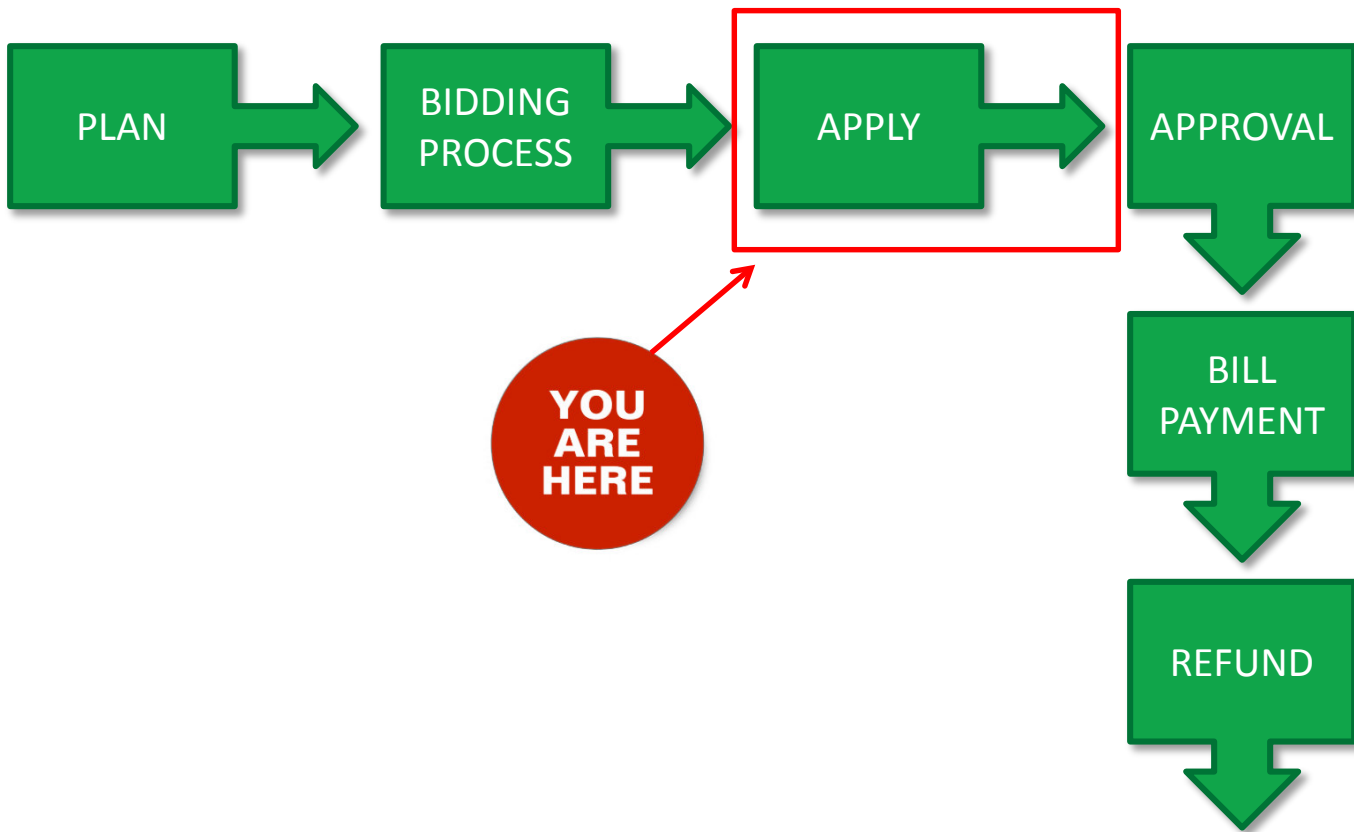 PLAN
BIDDING
PROCESS
APPLY
APPROVAL
YOU
ARE
HERE
BILL
PAYMENT
REFUND